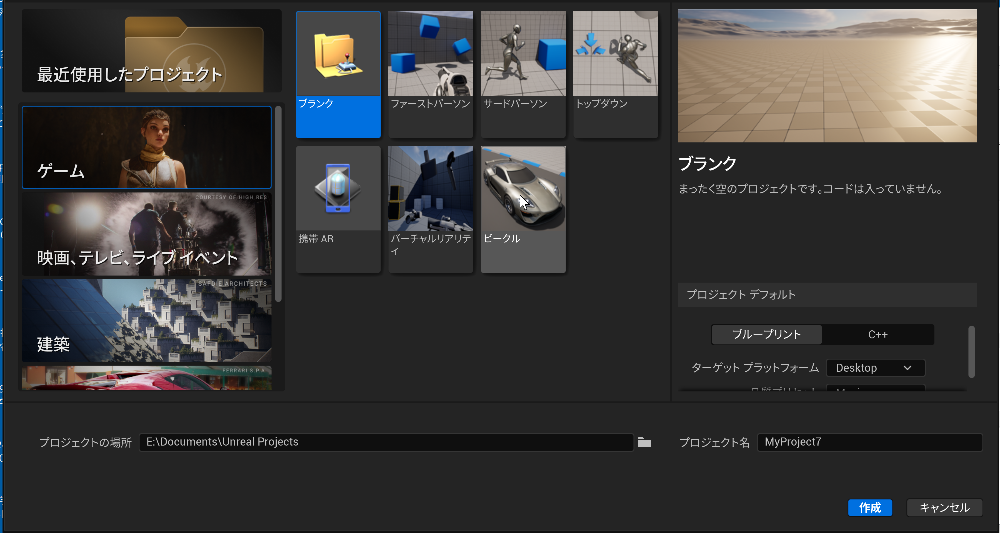 最近使用したプロジェクト
ゲーム
COURTESY OF HIGH RES
映画、テレビ、ライブ イベント
SAFDIE ARCHITECTS
建築
FERRARI S.P.A.
ブランク
ファーストパーソン
サードパーソン
トップダウン
携帯 AR
バーチャルリアリテ
ィ
ビークル
ブランク
まったく空のプロジェクトです。コードは入っていません。
プロジェクト デフォルト
ブループリント
C++
ターゲット プラットフォーム
Desktop
プロジェクトの場所
E:\Documents\Unreal Projects
プロジェクト名
MyProject7
作成
キャンセル